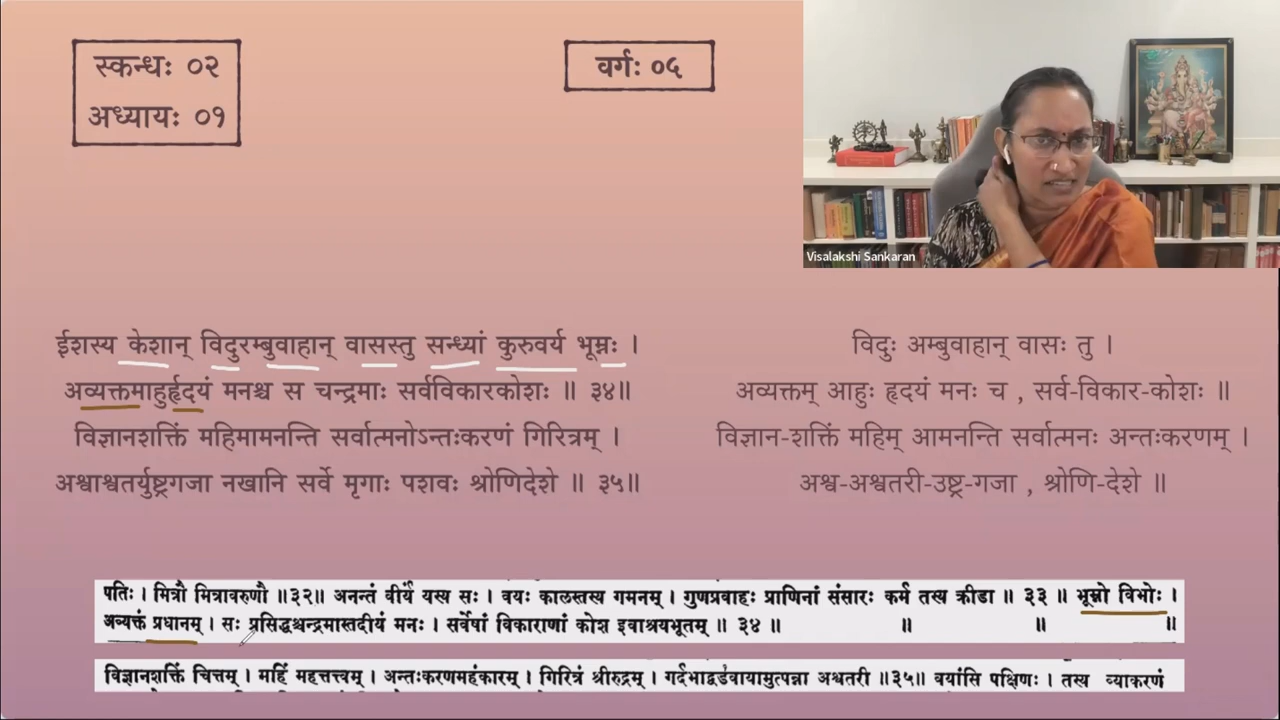 स्कन्धः ०२
अध्यायः ०१
वर्गः ०५
Visalakshi Sankaran
ईशस्य केशान् विदुरम्बुवाहान् वासस्तु सन्ध्यां कुरुवर्य भूम्नः ।
अव्यक्तमाहुर्हृदयं मनश्च स चन्द्रमाः सर्वविकारकोशः ॥ ३४॥
विज्ञानशक्तिं महिमामनन्ति सर्वात्मनोऽन्तःकरणं गिरित्रम् ।
अश्वाश्वतर्युष्ट्रगजा नखानि सर्वे मृगाः पशवः श्रोणिदेशे ॥ ३५॥
विदुः अम्बुवाहान् वासः तु ।
अव्यक्तम् आहुः हृदयं मनः च , सर्व-विकार-कोशः ॥
विज्ञान-शक्तिं महिम् आमनन्ति सर्वात्मनः अन्तःकरणम् ।
अश्व-अश्वतरी-उष्ट्र-गजा , श्रोणि-देशे ॥
पतिः । मित्रौ मित्रावरुणौ ॥३२॥ अनन्तं वीर्यं यस्य सः । वयः कालस्तस्य गमनम् । गुणप्रवाहः प्राणिनां संसारः कर्म तस्य क्रीडा ॥ ३३ ॥ भूम्नो विभोः ।
अव्यक्तं प्रधानम् । सः प्रसिद्धश्चन्द्रमास्तदीयं मनः । सर्वेषां विकाराणां कोश इवाश्रयभूतम् ॥ ३४ ॥ ॥ ॥ ॥
विज्ञानशक्तिं चित्तम् । महिं महत्तत्त्वम् । अन्तःकरणमहंकारम् । गिरित्रं श्रीरुद्रम् । गर्दभाद्वडवायामुत्पन्ना अश्वतरी ॥३५॥ वयांसि पक्षिणः । तस्य व्याकरणं